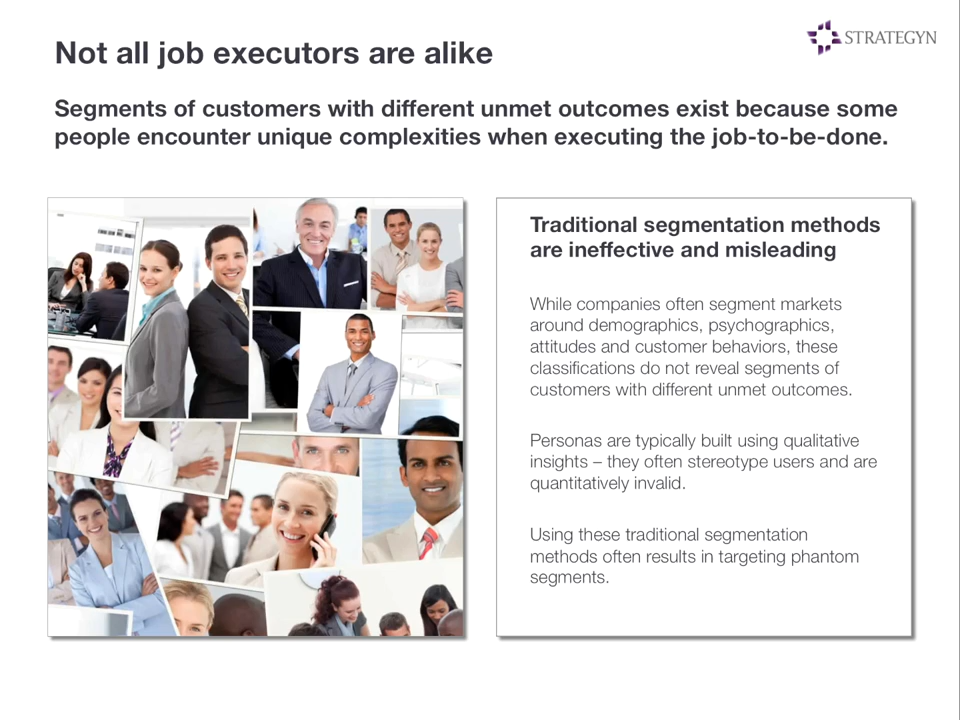 Not all job executors are alike
STRATEGYN
Segments of customers with different unmet outcomes exist because some
people encounter unique complexities when executing the job-to-be-done.
Traditional segmentation methods
are ineffective and misleading
While companies often segment markets
around demographics, psychographics,
attitudes and customer behaviors, these
classifications do not reveal segments of
customers with different unmet outcomes.
Personas are typically built using qualitative
insights – they often stereotype users and are
quantitatively invalid.
Using these traditional segmentation
methods often results in targeting phantom
segments.